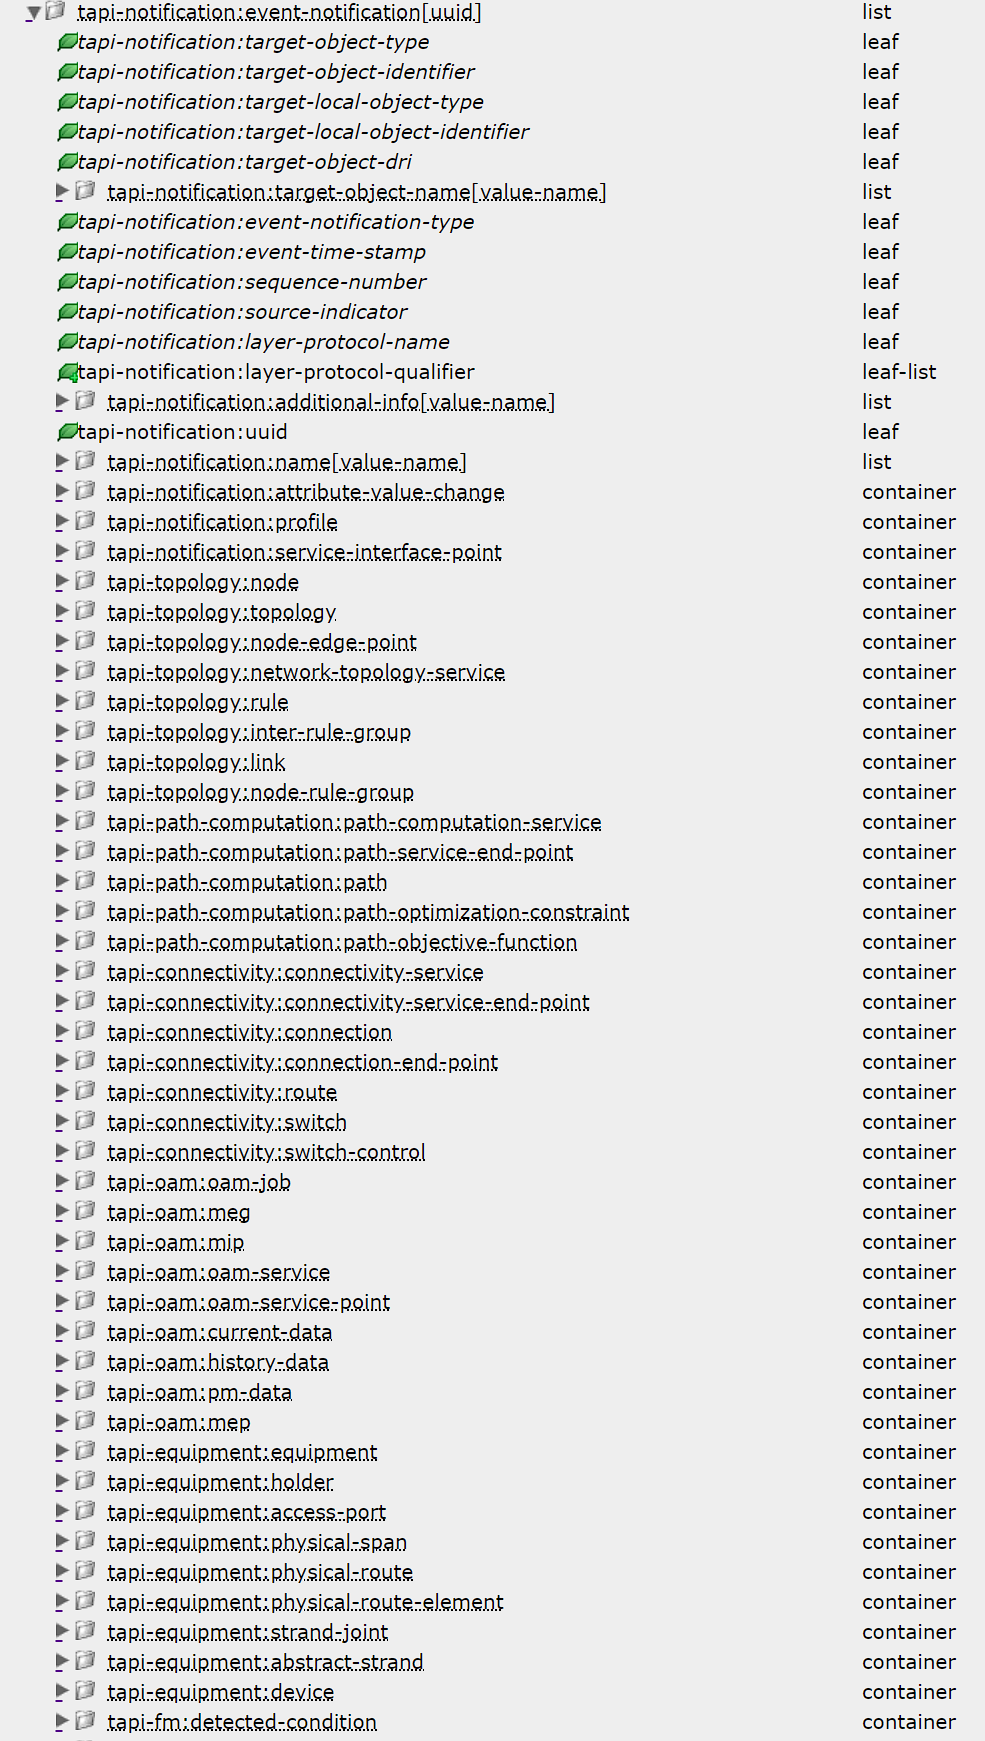 tapi-notification:event-notification[uuid] list
tapi-notification:target-object-type leaf
tapi-notification:target-object-identifier leaf
tapi-notification:target-local-object-type leaf
tapi-notification:target-local-object-identifier leaf
tapi-notification:target-object-dri leaf
tapi-notification:target-object-name[value-name] list
tapi-notification:event-notification-type leaf
tapi-notification:event-time-stamp leaf
tapi-notification:sequence-number leaf
tapi-notification:source-indicator leaf
tapi-notification:layer-protocol-name leaf
tapi-notification:layer-protocol-qualifier leaf-list
tapi-notification:additional-info[value-name] list
tapi-notification:uuid leaf
tapi-notification:name[value-name] list
tapi-notification:attribute-value-change container
tapi-notification:profile container
tapi-notification:service-interface-point container
tapi-topology:node container
tapi-topology:topology container
tapi-topology:node-edge-point container
tapi-topology:network-topology-service container
tapi-topology:rule container
tapi-topology:inter-rule-group container
tapi-topology:link container
tapi-topology:node-rule-group container
tapi-path-computation:path-computation-service container
tapi-path-computation:path-service-end-point container
tapi-path-computation:path container
tapi-path-computation:path-optimization-constraint container
tapi-path-computation:path-objective-function container
tapi-connectivity:connectivity-service container
tapi-connectivity:connectivity-service-end-point container
tapi-connectivity:connection container
tapi-connectivity:connection-end-point container
tapi-connectivity:route container
tapi-connectivity:switch container
tapi-connectivity:switch-control container
tapi-oam:oam-job container
tapi-oam:meg container
tapi-oam:mip container
tapi-oam:oam-service container
tapi-oam:oam-service-point container
tapi-oam:current-data container
tapi-oam:history-data container
tapi-oam:pm-data container
tapi-oam:mep container
tapi-equipment:equipment container
tapi-equipment:holder container
tapi-equipment:access-port container
tapi-equipment:physical-span container
tapi-equipment:physical-route container
tapi-equipment:physical-route-element container
tapi-equipment:strand-joint container
tapi-equipment:abstract-strand container
tapi-equipment:device container
tapi-fm:detected-condition container